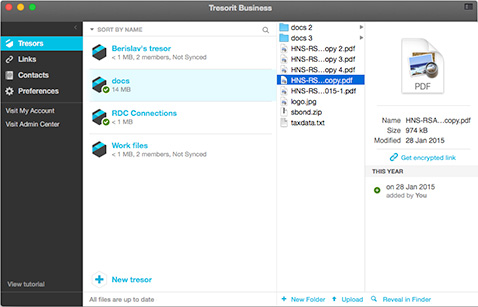 Tresorit Business
Tresors
Links
Contacts
Preferences
Visit My Account
Visit Admin Center
View tutorial
SORT BY NAME
Berislav's tresor
< 1 MB, 2 members, Not Synced
docs
14 MB
RDC Connections
< 1 MB
Work files
< 1 MB, 2 members, Not Synced
New tresor
All files are up to date
docs 2
docs 3
HNS-RS...opy 2.pdf
HNS-RS...opy 3.pdf
HNS-RS...opy 4.pdf
HNS-RS...copy.pdf
HNS-RS...015-1.pdf
logo.jpg
sbond.zip
taxdata.txt
New Folder
Upload
Reveal in Finder
PDF
Name HNS-RSA...copy.pdf
Size 974 kB
Modified 28 Jan 2015
Get encrypted link
THIS YEAR
on 28 Jan 2015
added by You